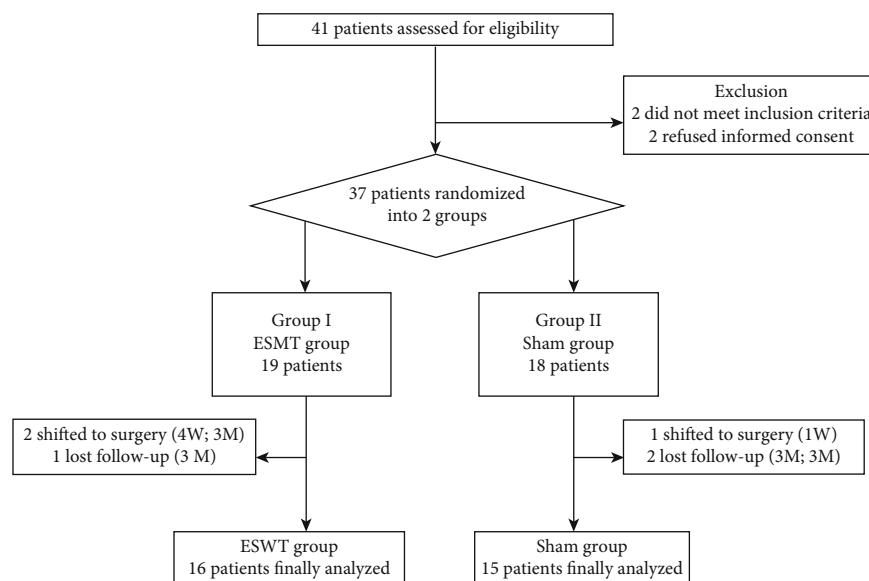 41 patients assessed for eligibility
Exclusion
2 did not meet inclusion criteria
2 refused informed consent
37 patients randomized
into 2 groups
Group I
ESMT group
19 patients
Group II
Sham group
18 patients
2 shifted to surgery (4W; 3M)
1 lost follow-up (3 M)
1 shifted to surgery (1W)
2 lost follow-up (3M; 3M)
ESWT group
16 patients finally analyzed
Sham group
15 patients finally analyzed